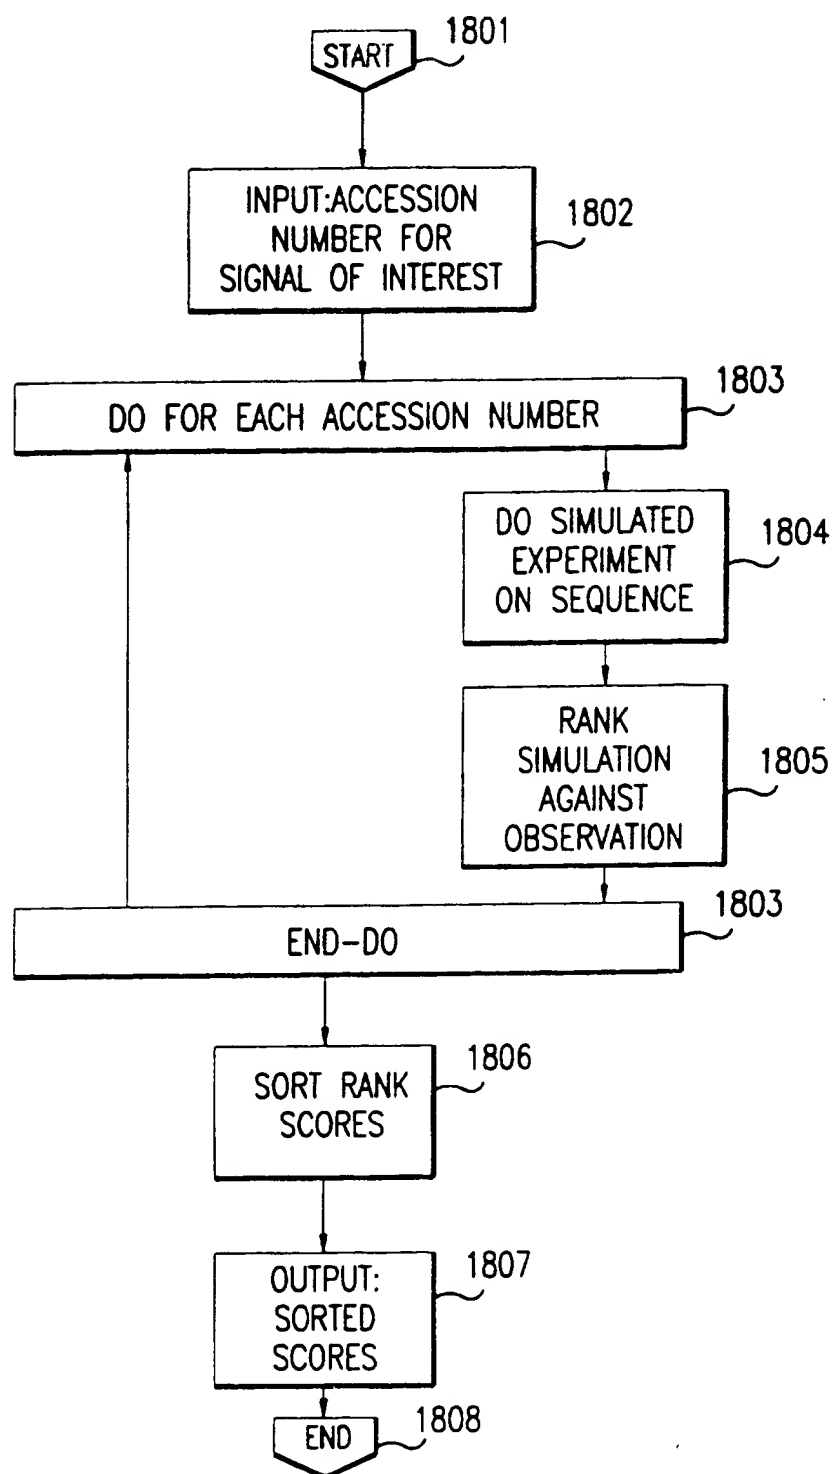 START
1801
INPUT:ACCESSION
NUMBER FOR
SIGNAL OF INTEREST
1802
DO FOR EACH ACCESSION NUMBER
1803
DO SIMULATED
EXPERIMENT
ON SEQUENCE
1804
RANK
SIMULATION
AGAINST
OBSERVATION
1805
END-DO
1803
SORT RANK
SCORES
1806
OUTPUT:
SORTED
SCORES
1807
END
1808